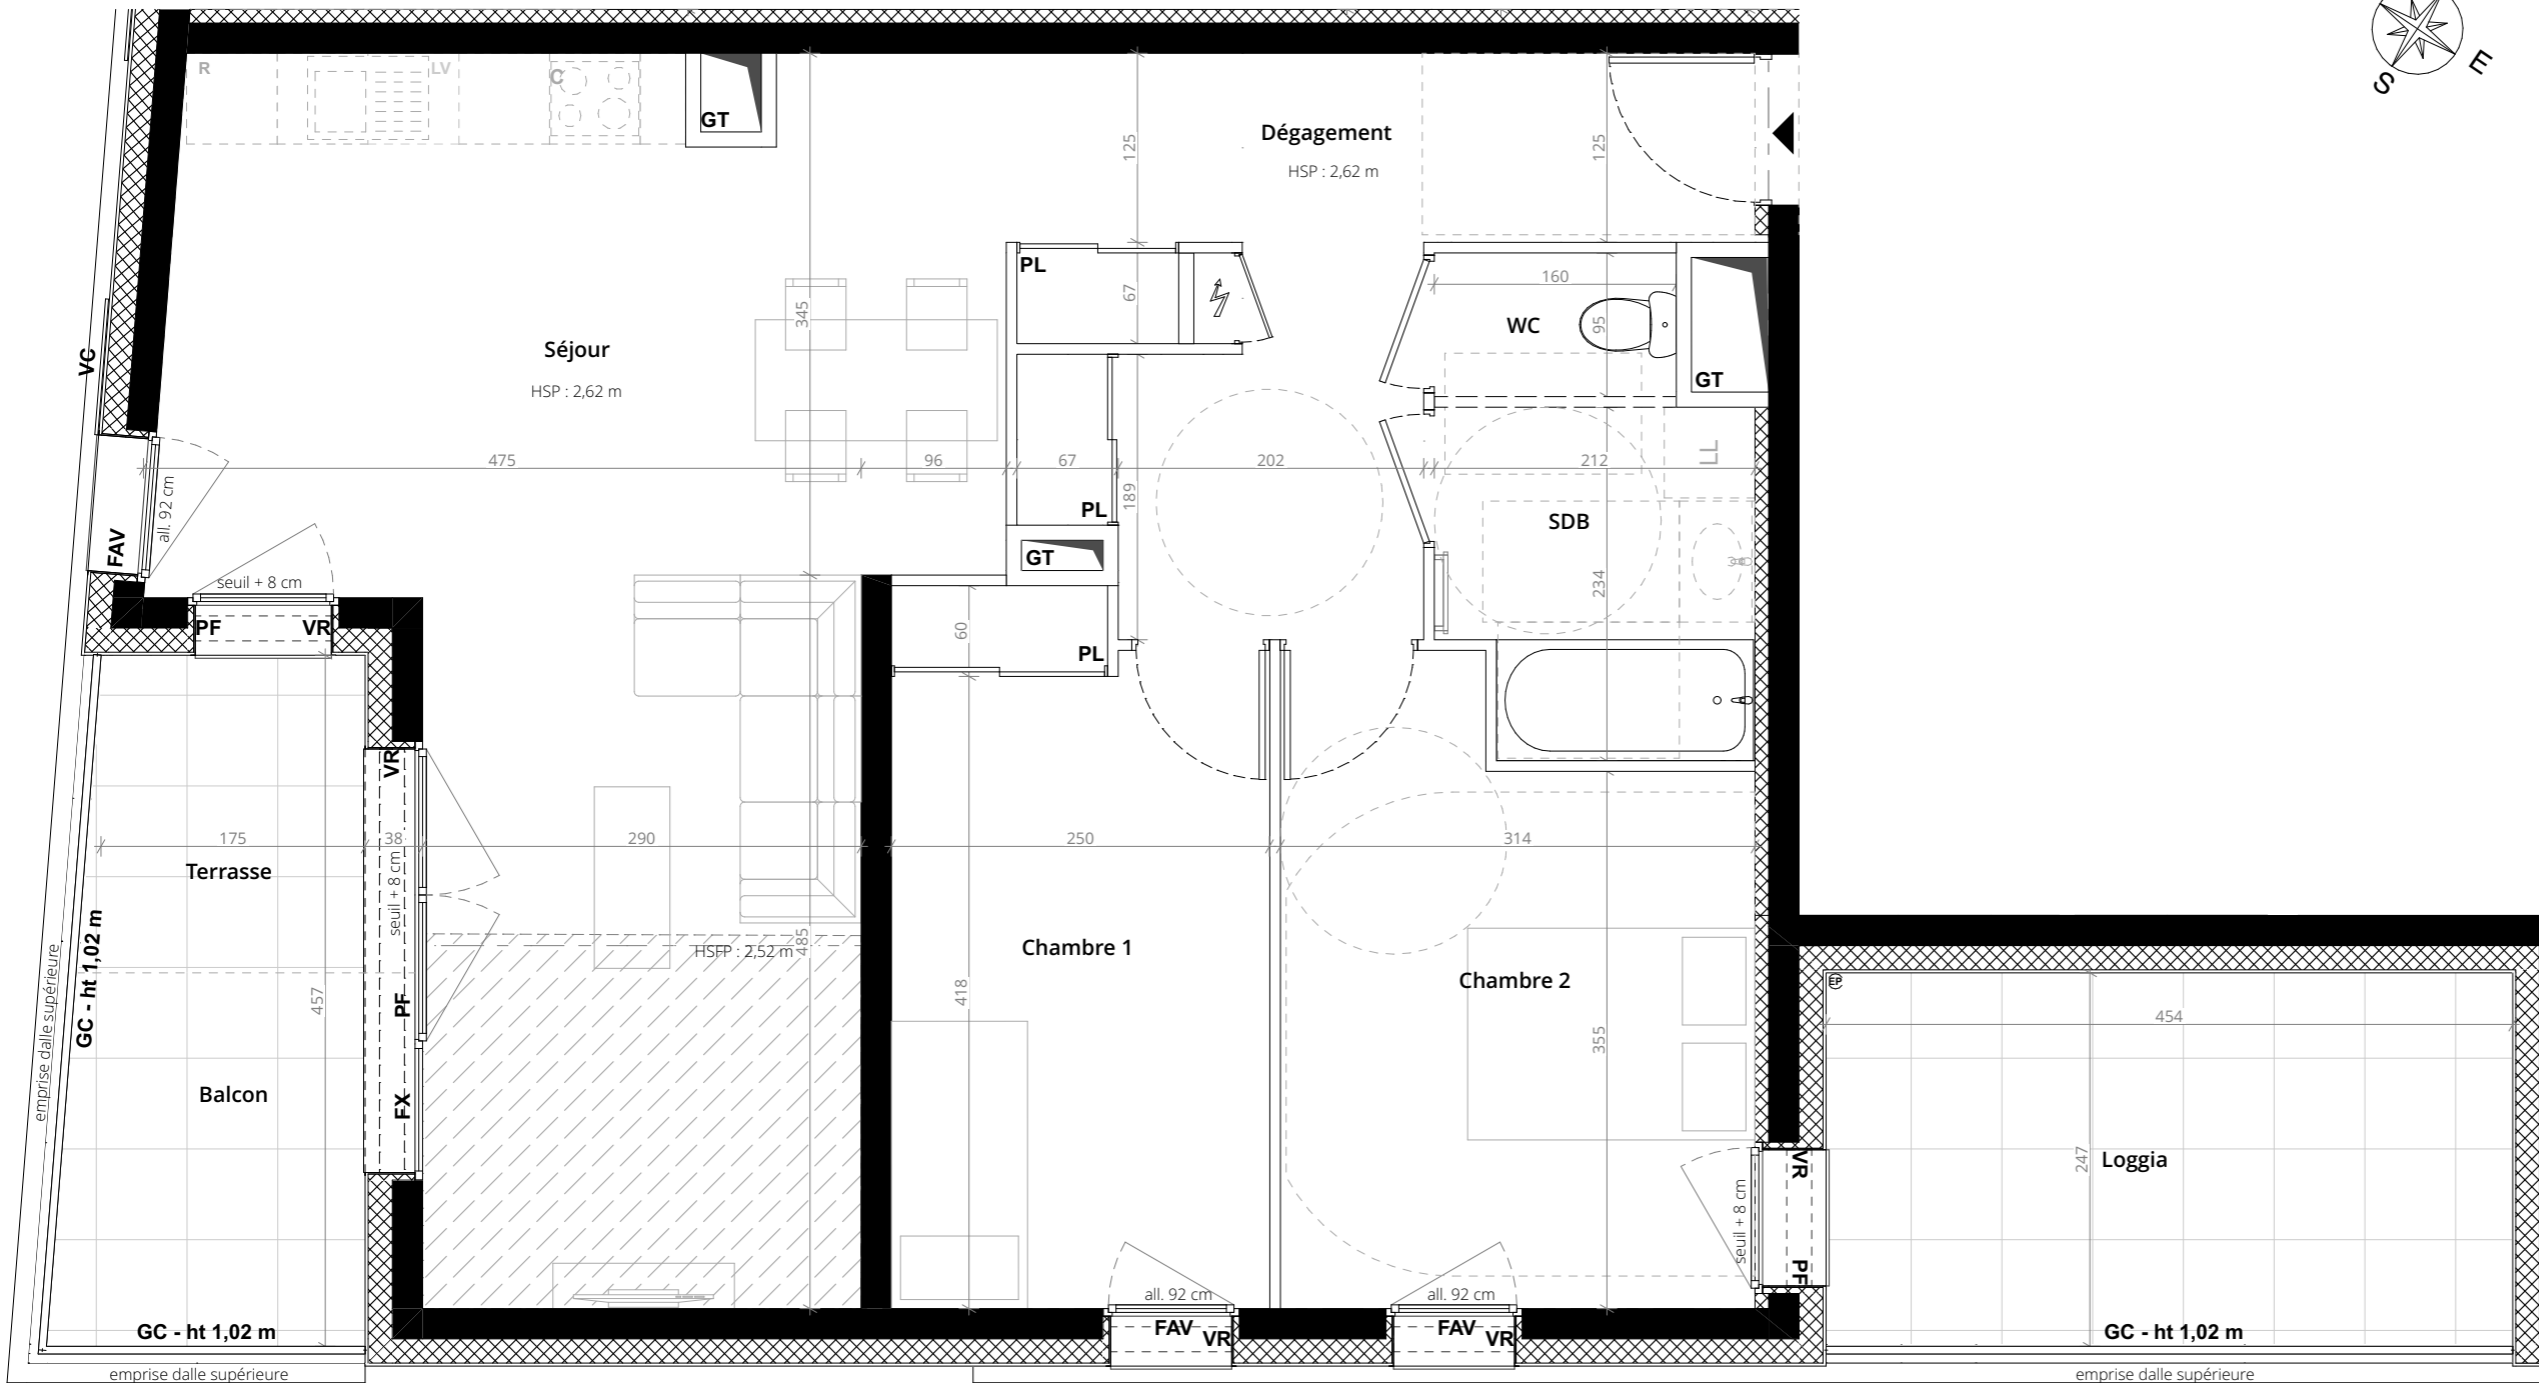 S
E
R
LV
C
GT
Dégagement
HSP : 2,62 m
125
125
PL
67
160
WC
95
GT
VC
345
Séjour
HSP : 2,62 m
475
96
67
202
212
LL
PL
189
SDB
all. 92 cm
FAV
GT
seuil + 8 cm
234
PF
VR
60
PL
VR
175
38
290
250
314
seuil + 8 cm
Terrasse
GC - ht 1,02 m
emprise dalle supérieure
HSFP : 2,52 m
485
Chambre 1
Chambre 2
EP
457
PF
418
355
454
Balcon
FX
247
Loggia
VR
seuil + 8 cm
PF
all. 92 cm
all. 92 cm
FAV
VR
FAV
VR
GC - ht 1,02 m
GC - ht 1,02 m
emprise dalle supérieure
emprise dalle supérieure